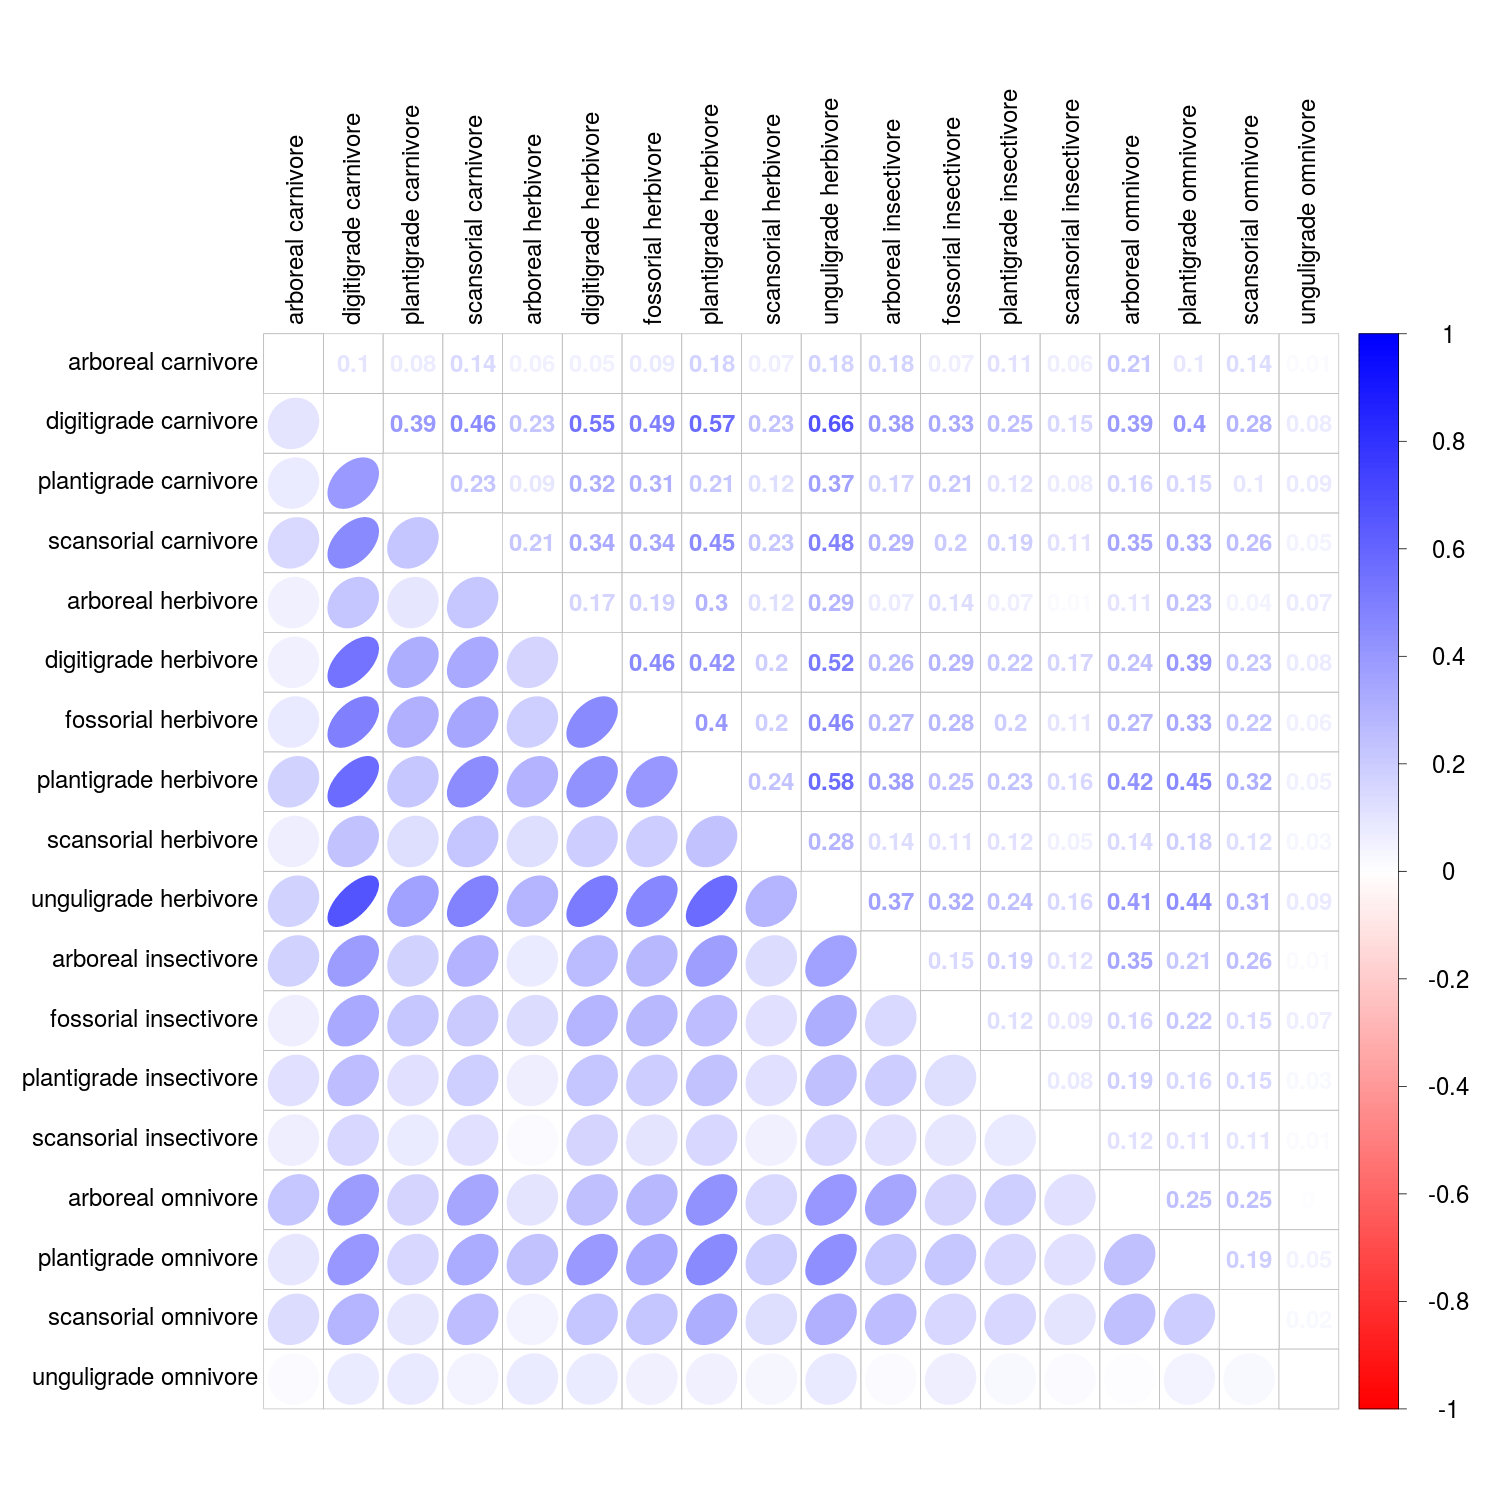 arboreal carnivore
digitigrade carnivore
plantigrade carnivore
scansorial carnivore
arboreal herbivore
digitigrade herbivore
fossorial herbivore
plantigrade herbivore
scansorial herbivore
unguligrade herbivore
arboreal insectivore
fossorial insectivore
plantigrade insectivore
scansorial insectivore
arboreal omnivore
plantigrade omnivore
scansorial omnivore
unguligrade omnivore
arboreal carnivore 0.1 0.08 0.14 0.06 0.05 0.09 0.18 0.07 0.18 0.18 0.07 0.11 0.06 0.21 0.1 0.14 0.01
digitigrade carnivore 0.39 0.46 0.23 0.55 0.49 0.57 0.23 0.66 0.38 0.33 0.25 0.15 0.39 0.4 0.28 0.08
plantigrade carnivore 0.23 0.09 0.32 0.31 0.21 0.12 0.37 0.17 0.21 0.12 0.08 0.16 0.15 0.1 0.09
scansorial carnivore 0.21 0.34 0.34 0.45 0.23 0.48 0.29 0.2 0.19 0.11 0.35 0.33 0.26 0.05
arboreal herbivore 0.17 0.19 0.3 0.12 0.29 0.07 0.14 0.07 0.01 0.11 0.23 0.04 0.07
digitigrade herbivore 0.46 0.42 0.2 0.52 0.26 0.29 0.22 0.17 0.24 0.39 0.23 0.08
fossorial herbivore 0.4 0.2 0.46 0.27 0.28 0.2 0.11 0.27 0.33 0.22 0.06
plantigrade herbivore 0.24 0.58 0.38 0.25 0.23 0.16 0.42 0.45 0.32 0.05
scansorial herbivore 0.28 0.14 0.11 0.12 0.05 0.14 0.18 0.12 0.03
unguligrade herbivore 0.37 0.32 0.24 0.16 0.41 0.44 0.31 0.09
arboreal insectivore 0.15 0.19 0.12 0.35 0.21 0.26 0.01
fossorial insectivore 0.12 0.09 0.16 0.22 0.15 0.07
plantigrade insectivore 0.08 0.19 0.16 0.15 0.03
scansorial insectivore 0.12 0.11 0.11 0.01
arboreal omnivore 0.25 0.25 0
plantigrade omnivore 0.19 0.05
scansorial omnivore 0.02
unguligrade omnivore
1
0.8
0.6
0.4
0.2
0
-0.2
-0.4
-0.6
-0.8
-1